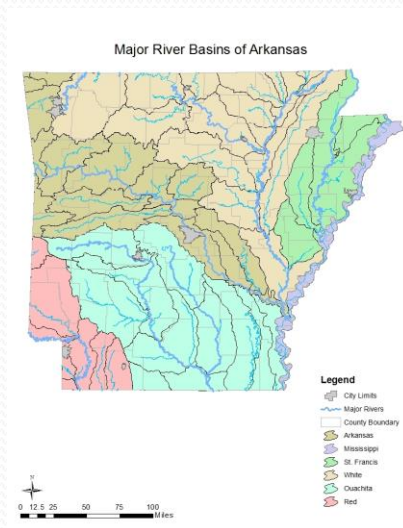 Major River Basins of Arkansas
Legend
City Limits
Major Rivers
County Boundary
Arkansas
Mississippi
St. Francis
White
Ouachita
Red
N
0 12.5 25 50 75 100
Miles